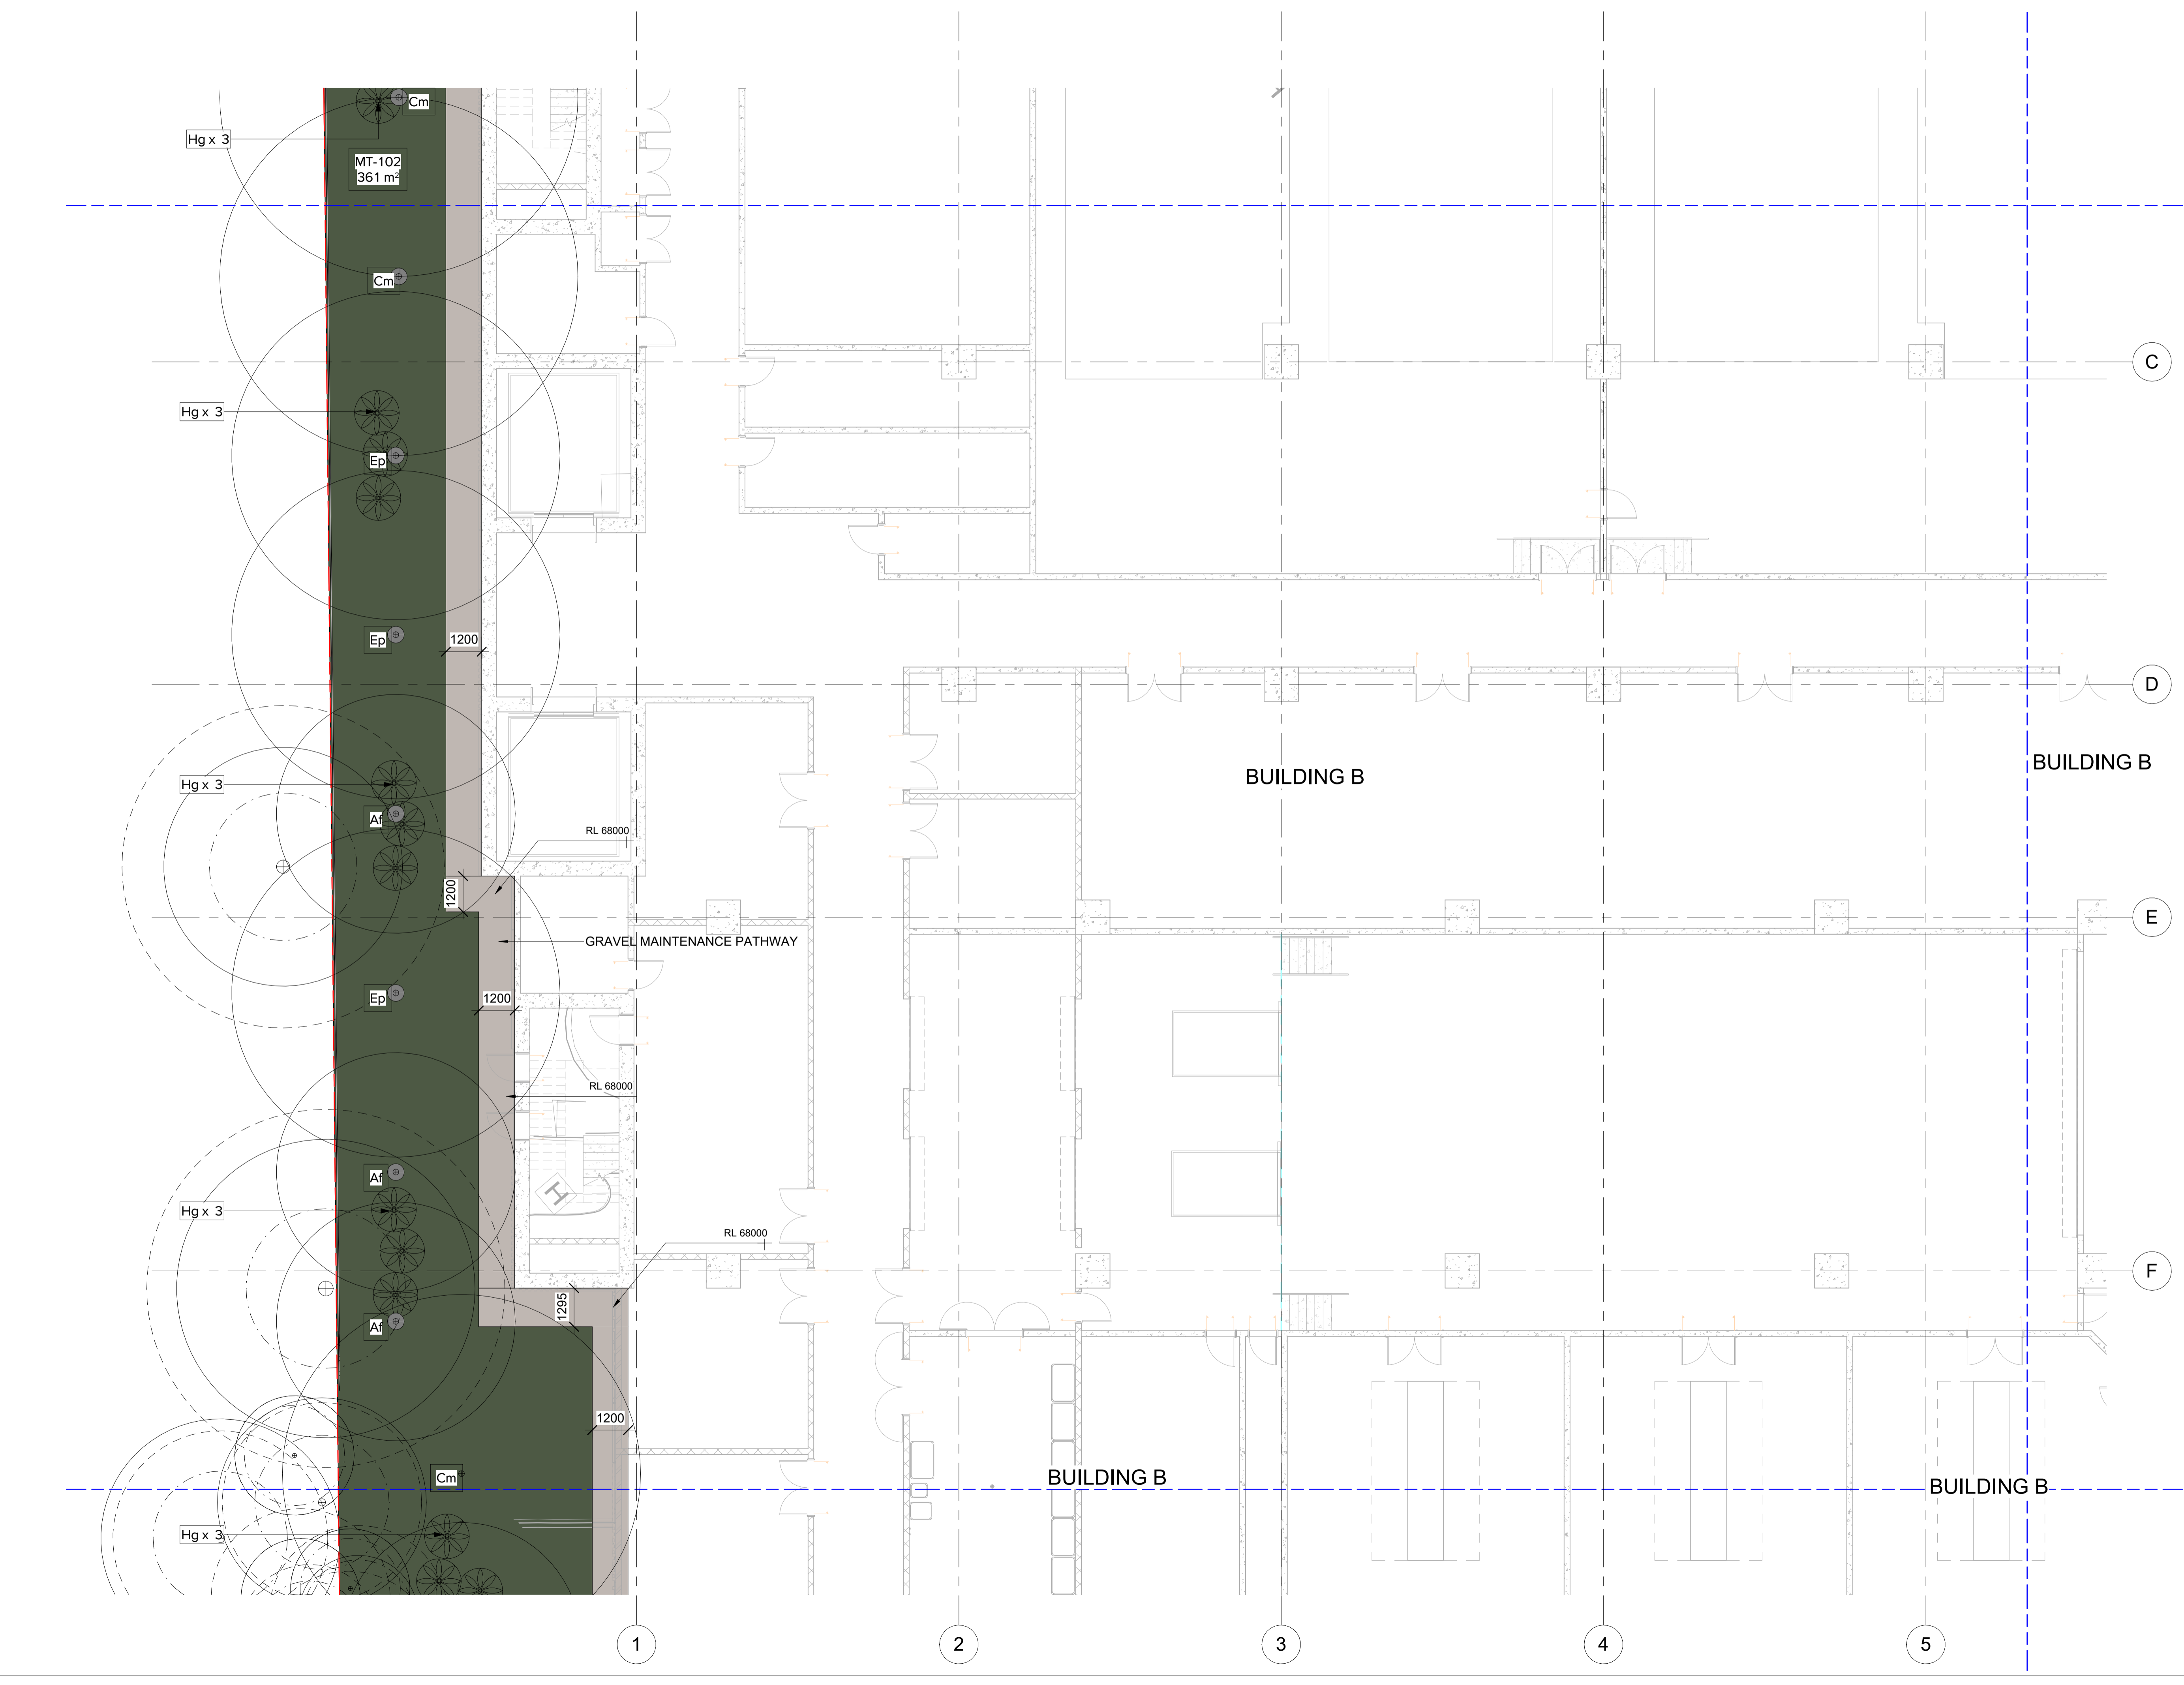 Cm
Hg x 3
MT-102
361 m²
Cm
C
Hg x 3
Ep
Ep
1200
D
BUILDING B
BUILDING B
Hg x 3
Af
RL 68000
1200
E
GRAVEL MAINTENANCE PATHWAY
Ep
1200
RL 68000
Af
H
Hg x 3
RL 68000
F
1295
Af
1200
Cm
BUILDING B
BUILDING B
Hg x 3
1
2
3
4
5